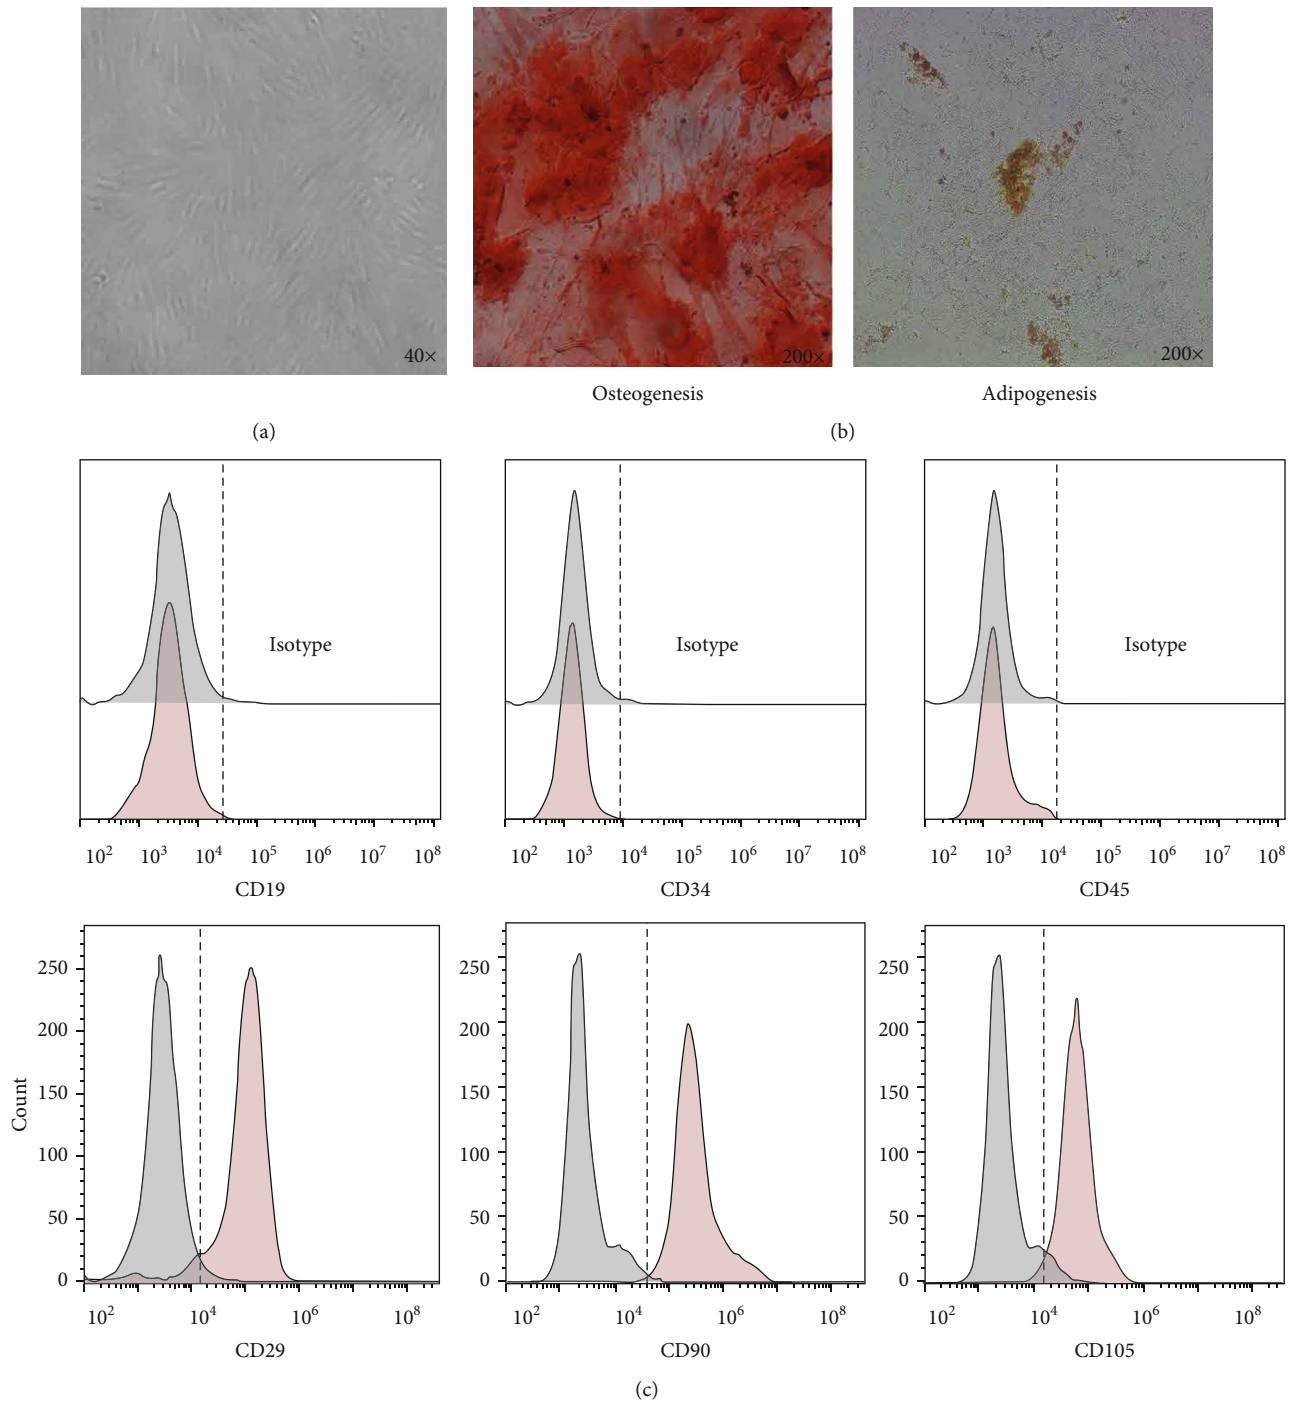 40×
200×
200×
Osteogenesis
Adipogenesis
(a)
(b)
Isotype
Isotype
Isotype
10² 10³ 10⁴ 10⁵ 10⁶ 10⁷ 10⁸
10² 10³ 10⁴ 10⁵ 10⁶ 10⁷ 10⁸
10² 10³ 10⁴ 10⁵ 10⁶ 10⁷ 10⁸
CD19
CD34
CD45
Count
250
200
150
100
50
0
10² 10⁴ 10⁶ 10⁸
CD29
250
200
150
100
50
0
10² 10⁴ 10⁶ 10⁸
CD90
250
200
150
100
50
0
10² 10⁴ 10⁶ 10⁸
CD105
(c)